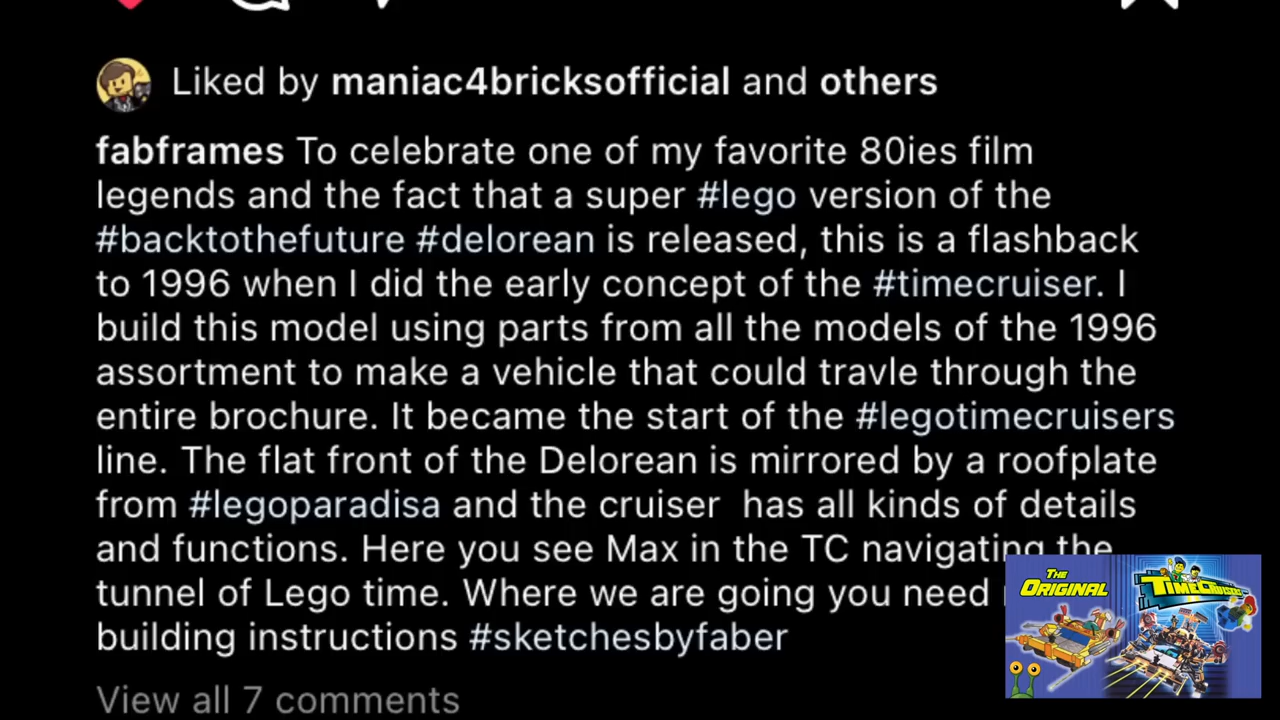 Liked by maniac4bricksofficial and others
fabframes To celebrate one of my favorite 80ies film
legends and the fact that a super #lego version of the
#backtothefuture #delorean is released, this is a flashback
to 1996 when I did the early concept of the #timecruiser. I
build this model using parts from all the models of the 1996
assortment to make a vehicle that could travle through the
entire brochure. It became the start of the #legotimecruisers
line. The flat front of the Delorean is mirrored by a roofplate
from #legoparadisa and the cruiser has all kinds of details
and functions. Here you see Max in the TC navigating the
tunnel of Lego time. Where we are going you need
building instructions #sketchesbyfaber
View all 7 comments
THE
ORIGINAL
TIMECRUISERS